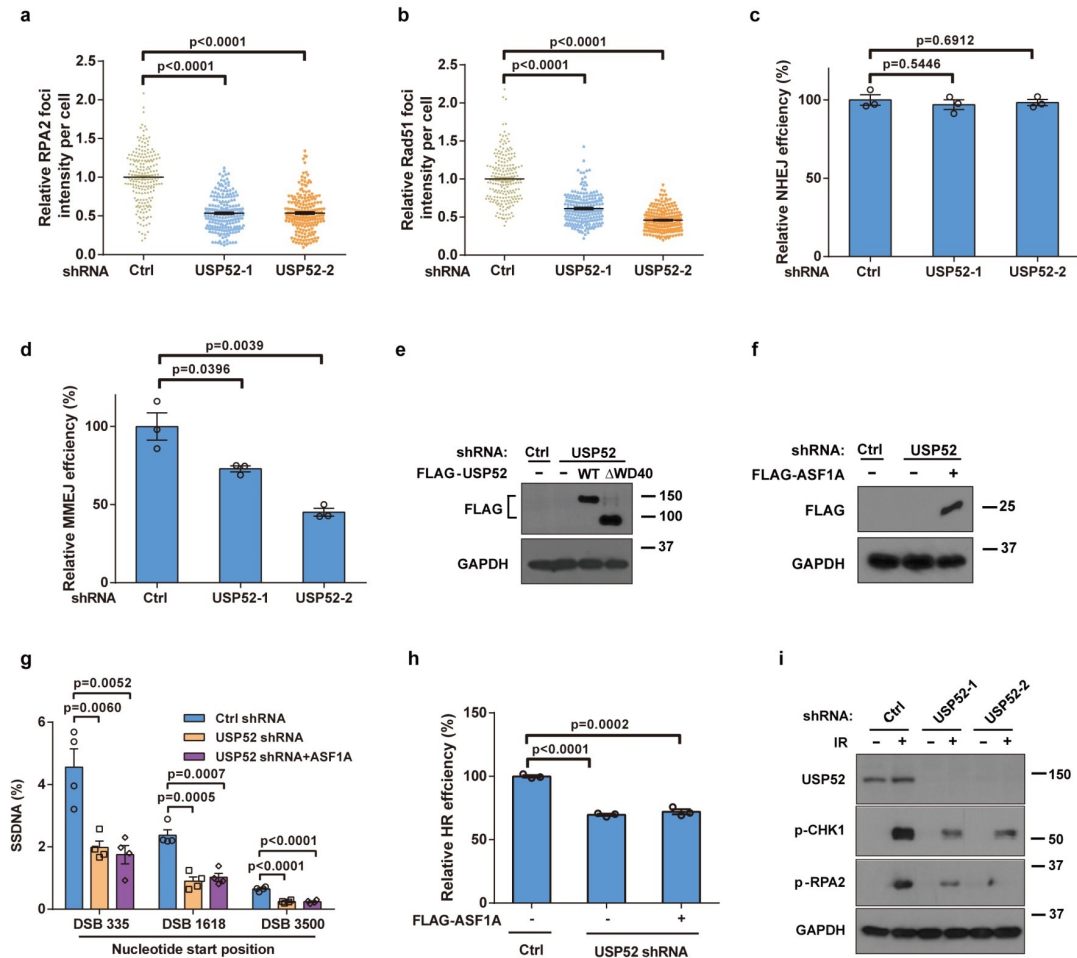 a
p<0.0001
p<0.0001
Relative RPA2 foci
intensity per cell
2.5
2.0
1.5
1.0
0.5
0.0
shRNA Ctrl USP52-1 USP52-2
b
p<0.0001
p<0.0001
Relative Rad51 foci
intensity per cell
2.5
2.0
1.5
1.0
0.5
0.0
shRNA Ctrl USP52-1 USP52-2
c
p=0.6912
p=0.5446
Relative NHEJ effciency (%)
100
50
0
shRNA Ctrl USP52-1 USP52-2
d
p=0.0039
p=0.0396
Relative MMEJ effciency (%)
100
50
0
shRNA Ctrl USP52-1 USP52-2
e
shRNA: Ctrl USP52
FLAG-USP52 – – WT ΔWD40
FLAG
150
100
37
GAPDH
f
shRNA: Ctrl USP52
FLAG-ASF1A – – +
FLAG
25
37
GAPDH
g
p=0.0052
p=0.0060
Ctrl shRNA
USP52 shRNA
USP52 shRNA+ASF1A
p=0.0007
p=0.0005
p<0.0001
p<0.0001
SSDNA (%)
6
4
2
0
DSB 335 DSB 1618 DSB 3500
Nucleotide start position
h
p=0.0002
p<0.0001
Relative HR effciency (%)
150
100
50
0
FLAG-ASF1A - - +
Ctrl USP52 shRNA
i
shRNA: Ctrl USP52-1 USP52-2
IR – + – + – +
USP52
150
p-CHK1
50
37
p-RPA2
37
GAPDH